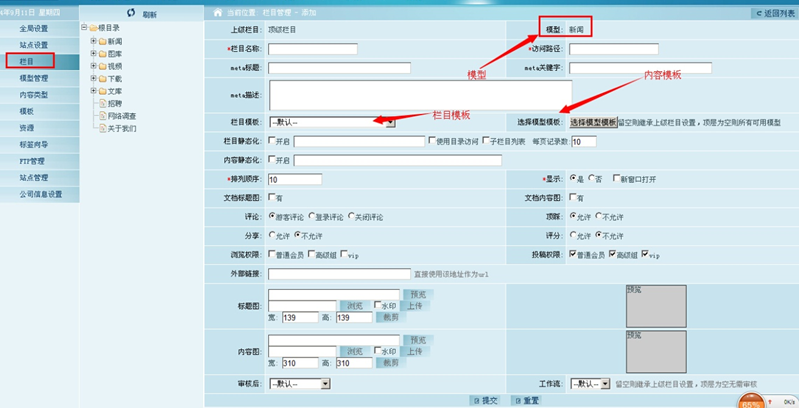 4年9月11日 星期四
刷新
当前位置: 栏目管理 - 添加
返回列表
全局设置
站点设置
栏目
模型管理
内容类型
模板
资源
标签向导
FTP管理
站点管理
公司信息设置
根目录
新闻
图库
视频
下载
文库
招聘
网络调查
关于我们
上级栏目: 顶级栏目 模型: 新闻
*栏目名称: *访问路径:
模型
meta标题: meta关键字:
内容模板
meta描述:
栏目模板
栏目模板: --默认-- 选择模型模板: 选择模型模板 留空则继承上级栏目设置，顶层为空则所有可用模型
栏目静态化: 开启 使用目录访问 子栏目列表 每页记录数: 10
内容静态化: 开启
*排列顺序: 10 *显示: 是 否 新窗口打开
文档标题图: 有 文档内容图: 有
评论: 游客评论 登录评论 关闭评论 顶踩: 允许 不允许
分享: 允许 不允许 评分: 允许 不允许
浏览权限: 普通会员 高级组 vip 投稿权限: 普通会员 高级组 vip
外部链接: 直接使用该地址作为url
标题图: 预览 预览
浏览 水印 上传
宽: 139 高: 139 裁剪
内容图: 预览 预览
浏览 水印 上传
宽: 310 高: 310 裁剪
审核后: --默认-- 工作流: --默认-- 留空则继承上级栏目设置，顶层为空无需审核
提交 重置
65% 0K/s